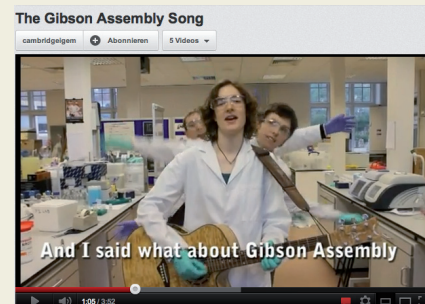 The Gibson Assembly Song
cambridgeigem Abonnieren 5 Videos
And I said what about Gibson Assembly
1:05 / 3:52